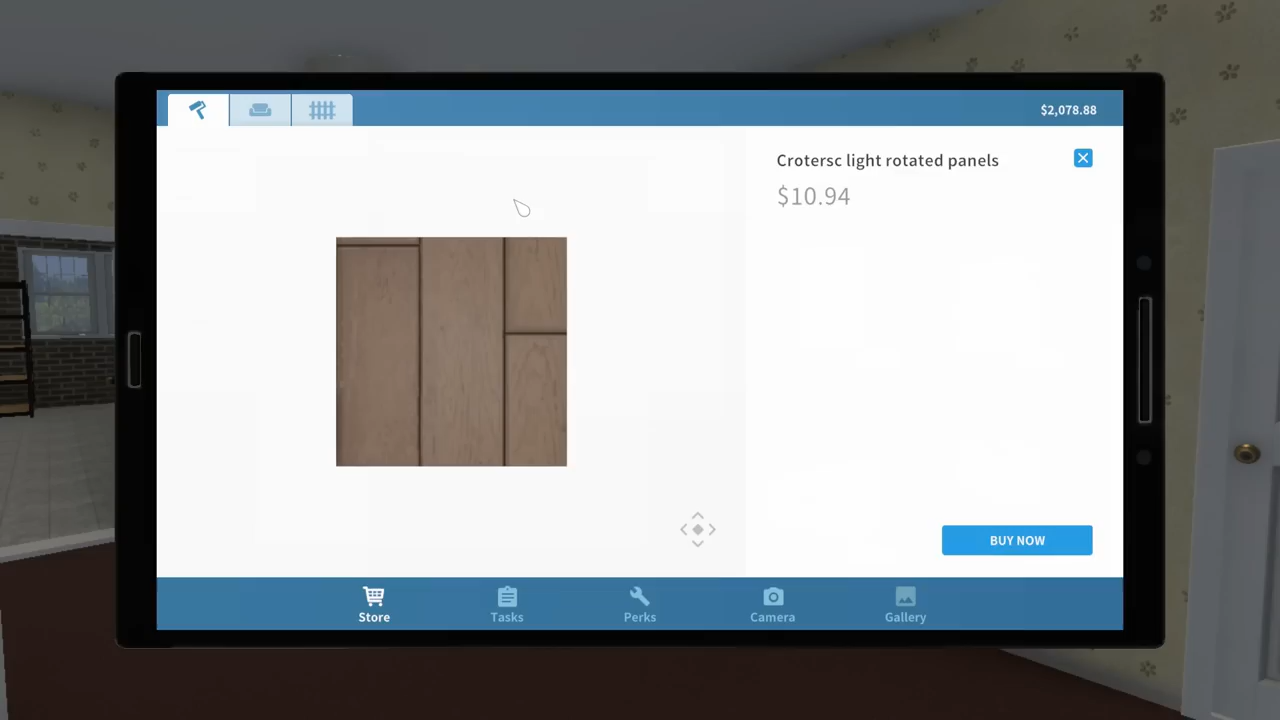 $2,078.88
Crotersc light rotated panels
$10.94
BUY NOW
Store
Tasks
Perks
Camera
Gallery